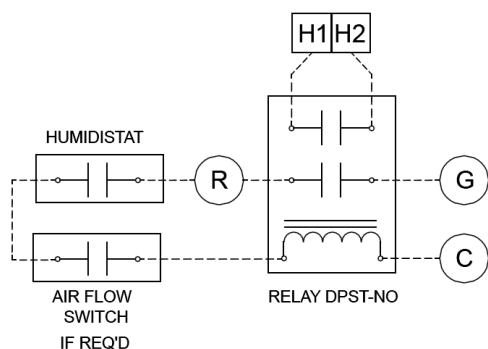 H1 H2
HUMIDISTAT
R
G
C
AIR FLOW
SWITCH
IF REQ'D
RELAY DPST-NO